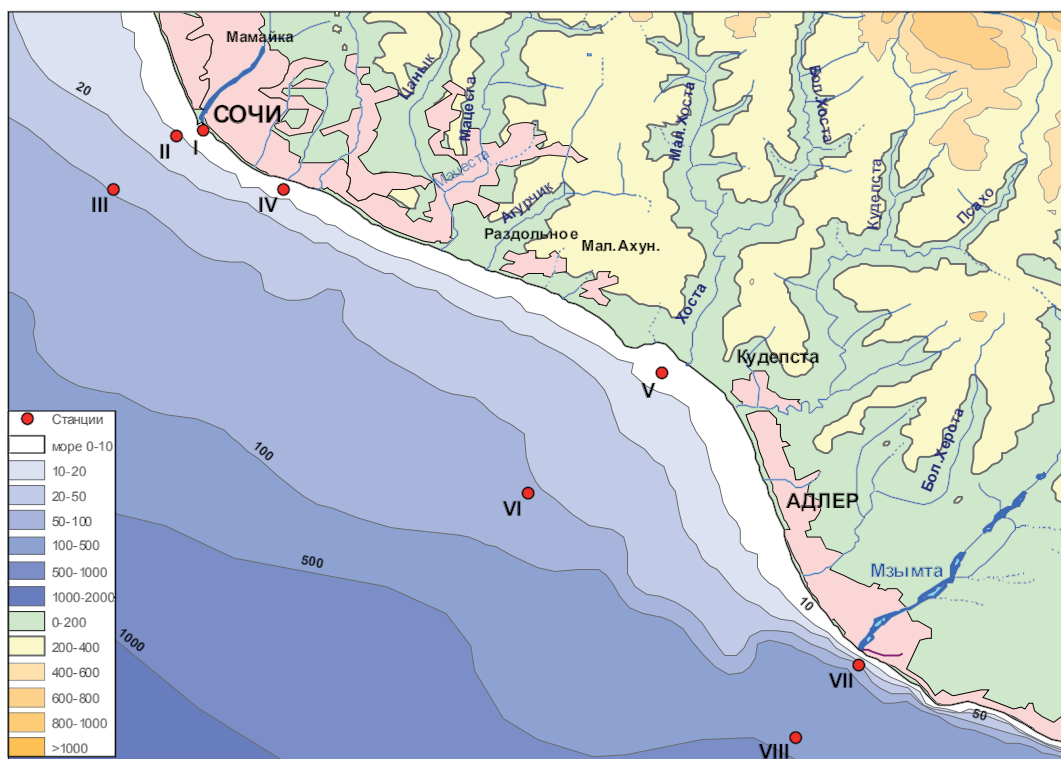 Мамайка
20
СОЧИ
II
I
III
IV
Цанык
Мацеста
Мацеста
Агурчик
Раздольное
Мал.Ахун.
Мал.Хоста
Бол.Хоста
Хоста
Кудепста
Псахо
V
Кудепста
Бол.Херота
АДЛЕР
Мзымта
100
VI
500
1000
10
VII
50
VIII
Станции
море 0-10
10-20
20-50
50-100
100-500
500-1000
1000-2000
0-200
200-400
400-600
600-800
800-1000
>1000